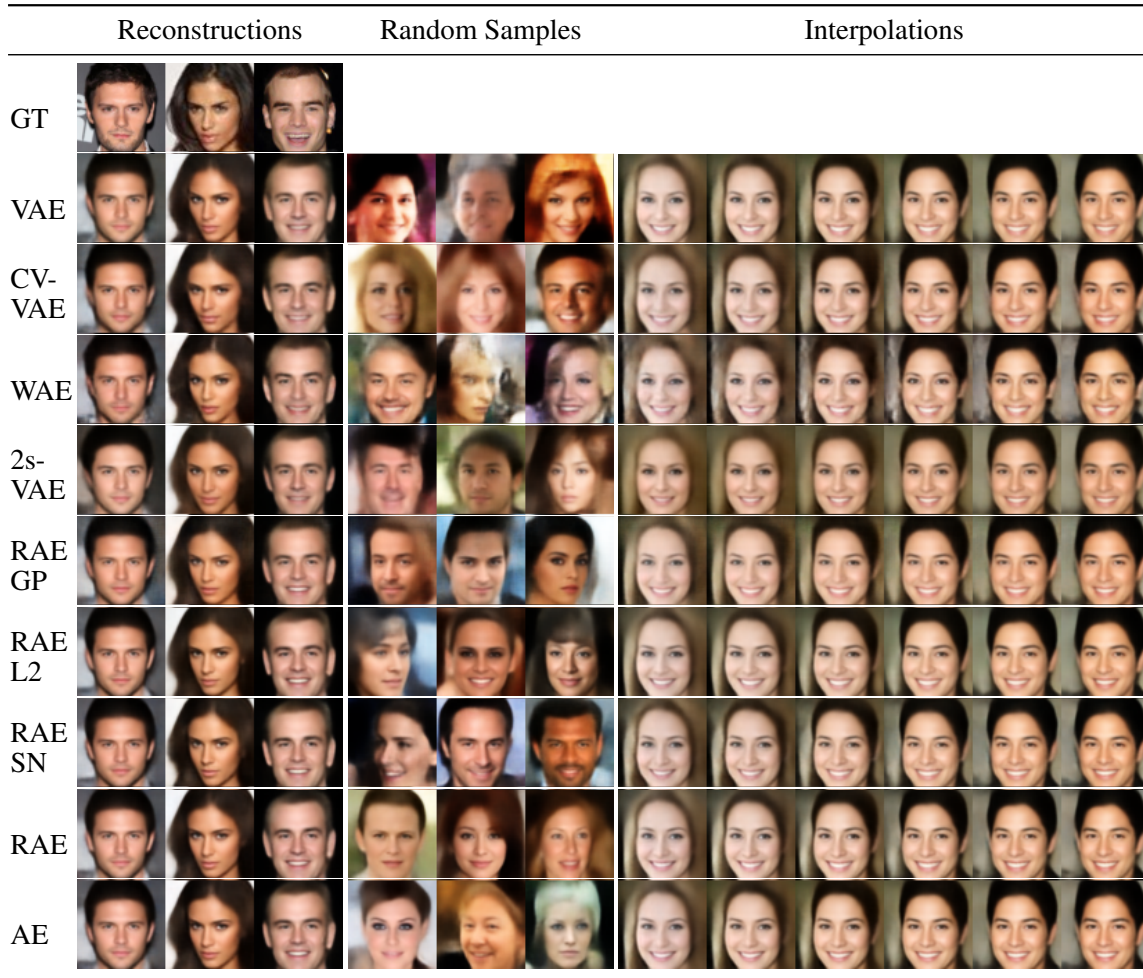 Reconstructions Random Samples Interpolations
GT
VAE
CV-
VAE
WAE
2s-
VAE
RAE
GP
RAE
L2
RAE
SN
RAE
AE